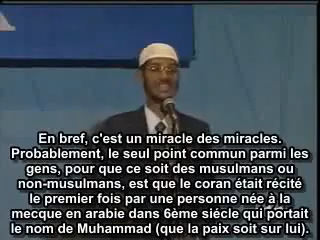 En bref, c'est un miracle des miracles.
Probablement, le seul point commun parmi les
gens, pour que ce soit des musulmans ou
non-musulmans, est que le coran était récité
le premier fois par une personne née à la
mecque en arabie dans 6ème siécle qui portait
le nom de Muhammad (que la paix soit sur lui).